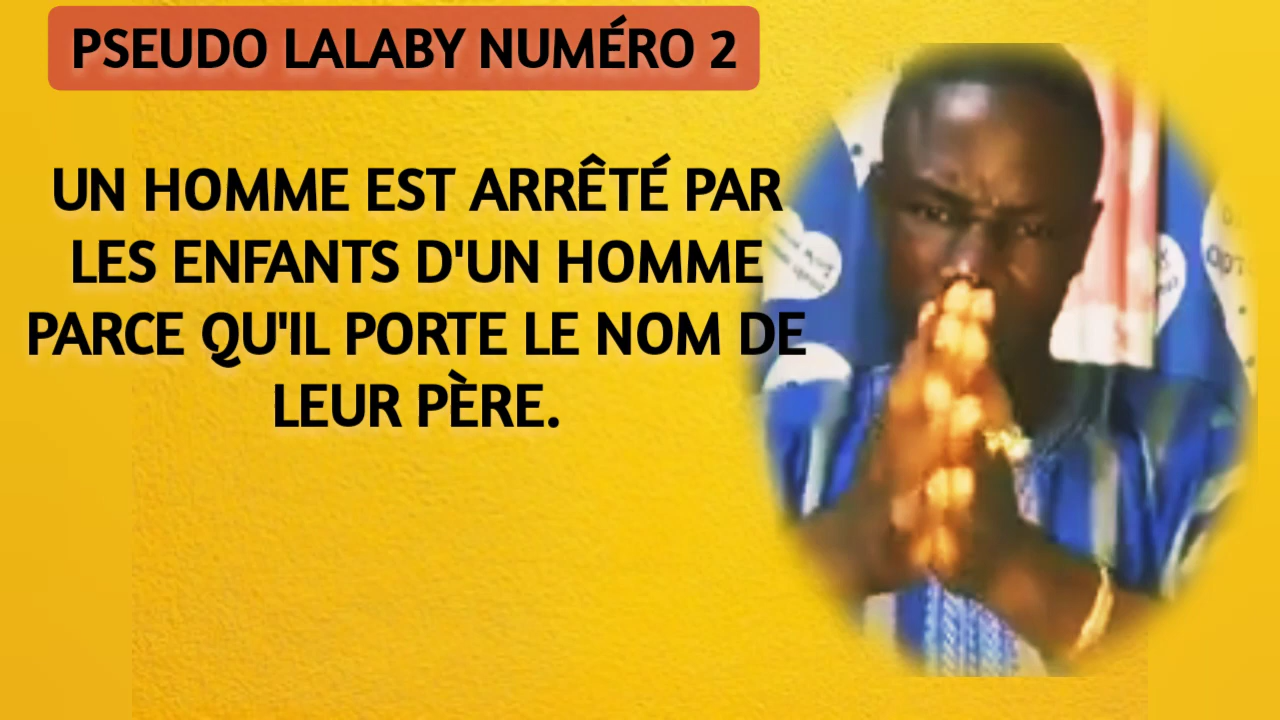 PSEUDO LALABY NUMÉRO 2
UN HOMME EST ARRÊTÉ PAR
LES ENFANTS D'UN HOMME
PARCE QU'IL PORTE LE NOM DE
LEUR PÈRE.